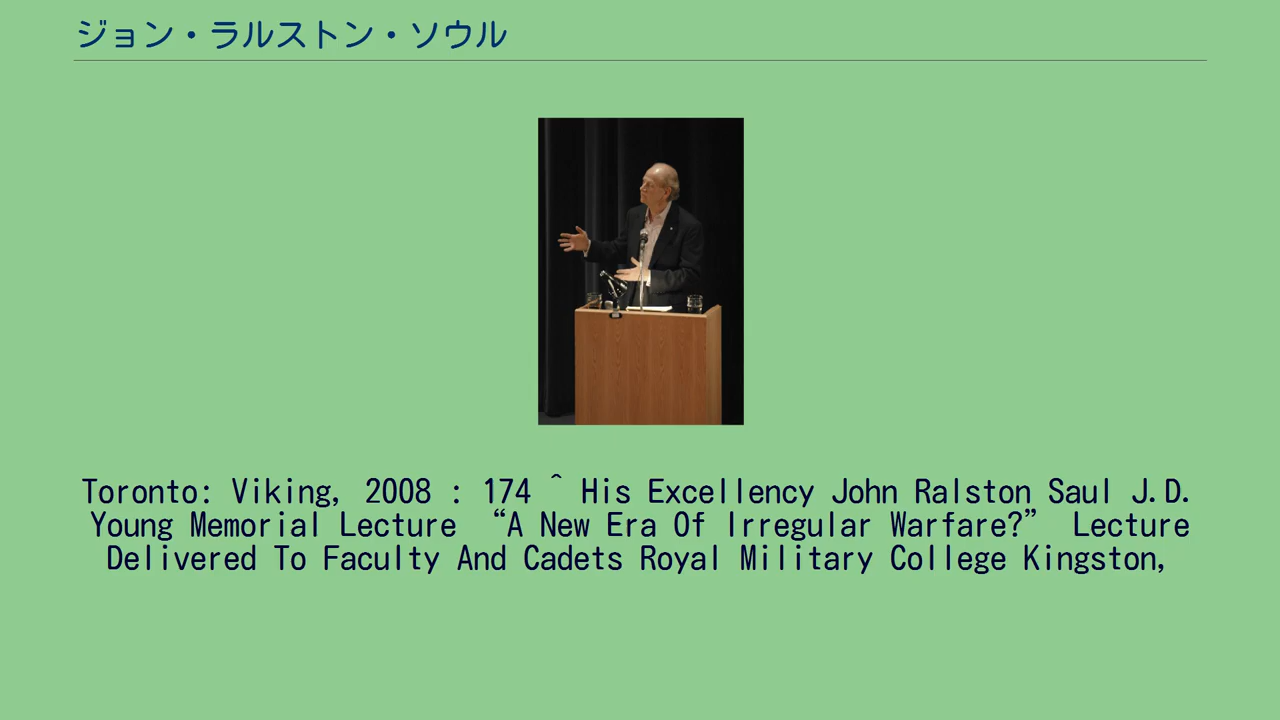 ジョン・ラルストン・ソウル
Toronto: Viking, 2008 : 174 ^ His Excellency John Ralston Saul J.D.
Young Memorial Lecture “A New Era Of Irregular Warfare?” Lecture
Delivered To Faculty And Cadets Royal Military College Kingston,